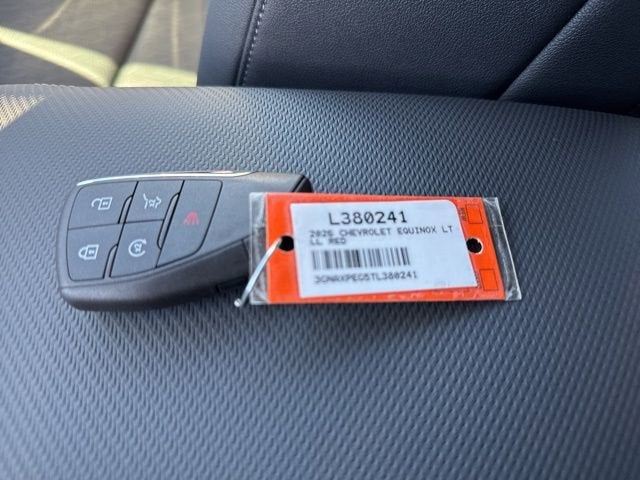 L380241
2026 CHEVROLET EQUINOX LT
LL RED
3GNAXPEG5TL380241